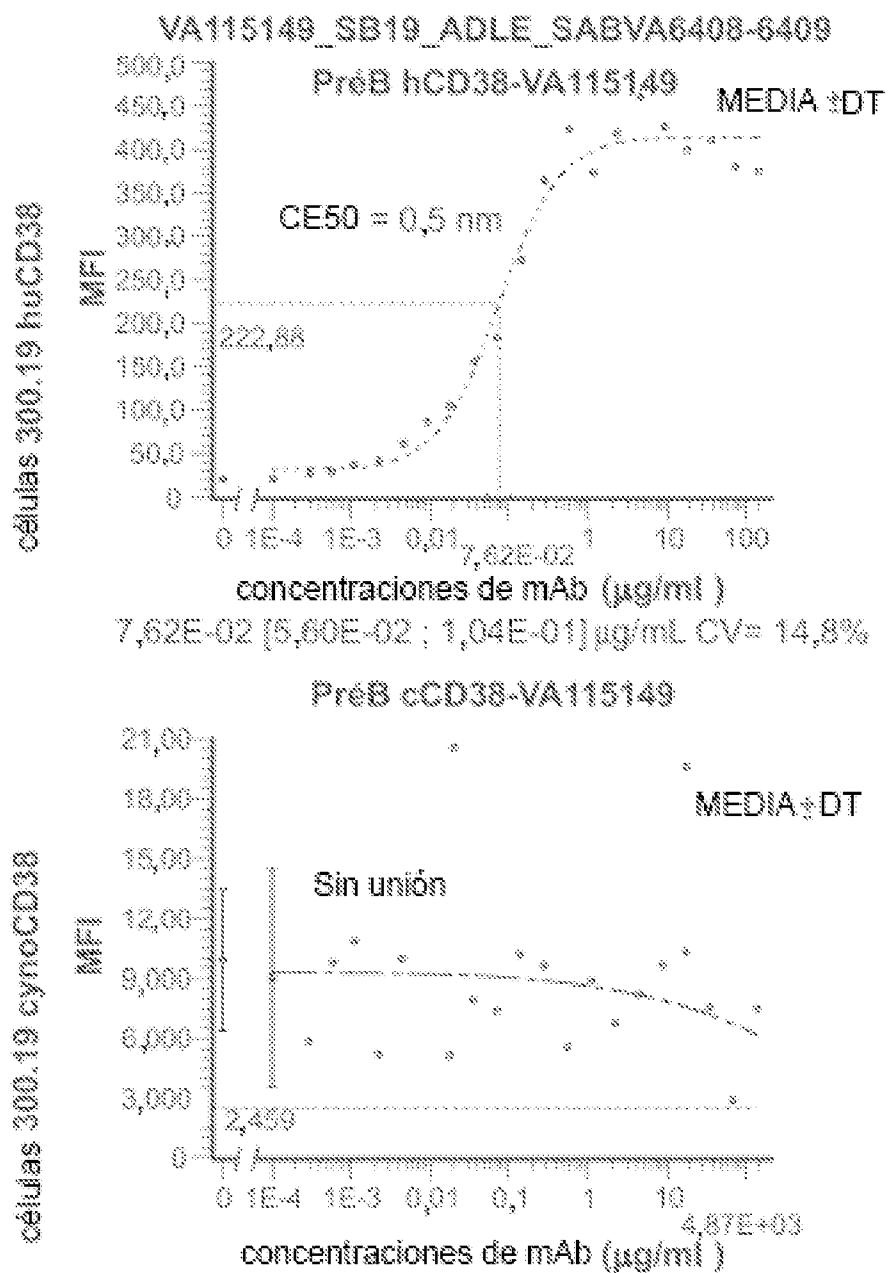 VA115149_SB19_ADLE_SABVA6408-6409
PréB hCD38-VA115149
MEDIA ±DT
células 300.19 huCD38
MFI
500,0
450,0
400,0
350,0
300,0
250,0
200,0
150,0
100,0
50,0
0
CE50 = 0,5 nm
222,88
0 1E-4 1E-3 0,01 1 10 100
7,62E-02
concentraciones de mAb (µg/ml )
7,62E-02 [5,60E-02 ; 1,04E-01] µg/mL CV= 14,8%
PréB cCD38-VA115149
MEDIA±DT
células 300.19 cynoCD38
MFI
21,00
18,00
15,00
12,00
9,000
6,000
3,000
0
Sin unión
2,459
0 1E-4 1E-3 0,01 0,1 1 10
4,87E+03
concentraciones de mAb (µg/ml )